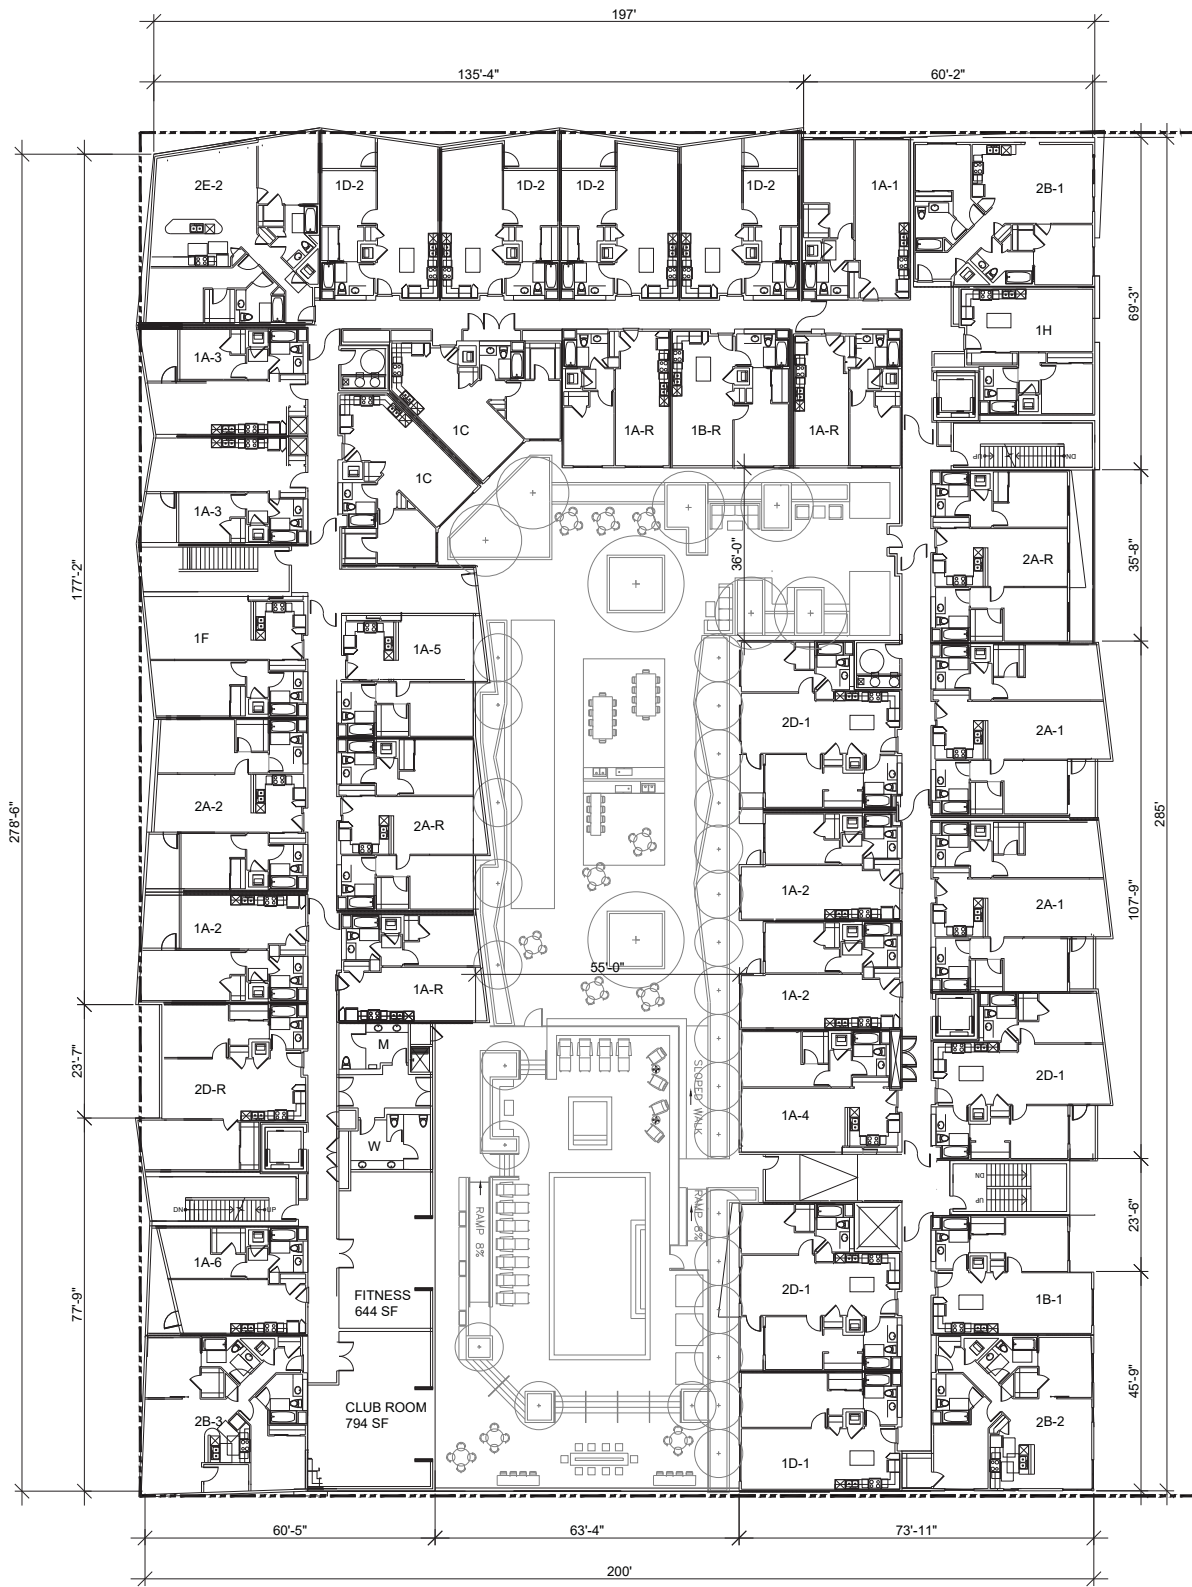 197'
135'-4"
60'-2"
2E-2
1D-2
1D-2
1D-2
1D-2
1A-1
2B-1
1H
69'-3"
1A-3
1C
1A-R
1B-R
1A-R
1C
UP
DN
1A-3
36'-0"
2A-R
35'-8"
177'-2"
1F
1A-5
2D-1
2A-1
278'-6"
2A-2
2A-R
285'
1A-2
2A-1
107'-9"
1A-2
55'-0"
1A-R
1A-2
M
23'-7"
2D-R
SLOPED WALK
2D-1
1A-4
W
DN
UP
DN
UP
RAMP 8%
RAMP 8%
23'-6"
1A-6
FITNESS
644 SF
2D-1
1B-1
77'-9"
CLUB ROOM
794 SF
2B-3
2B-2
45'-9"
1D-1
60'-5"
63'-4"
73'-11"
200'